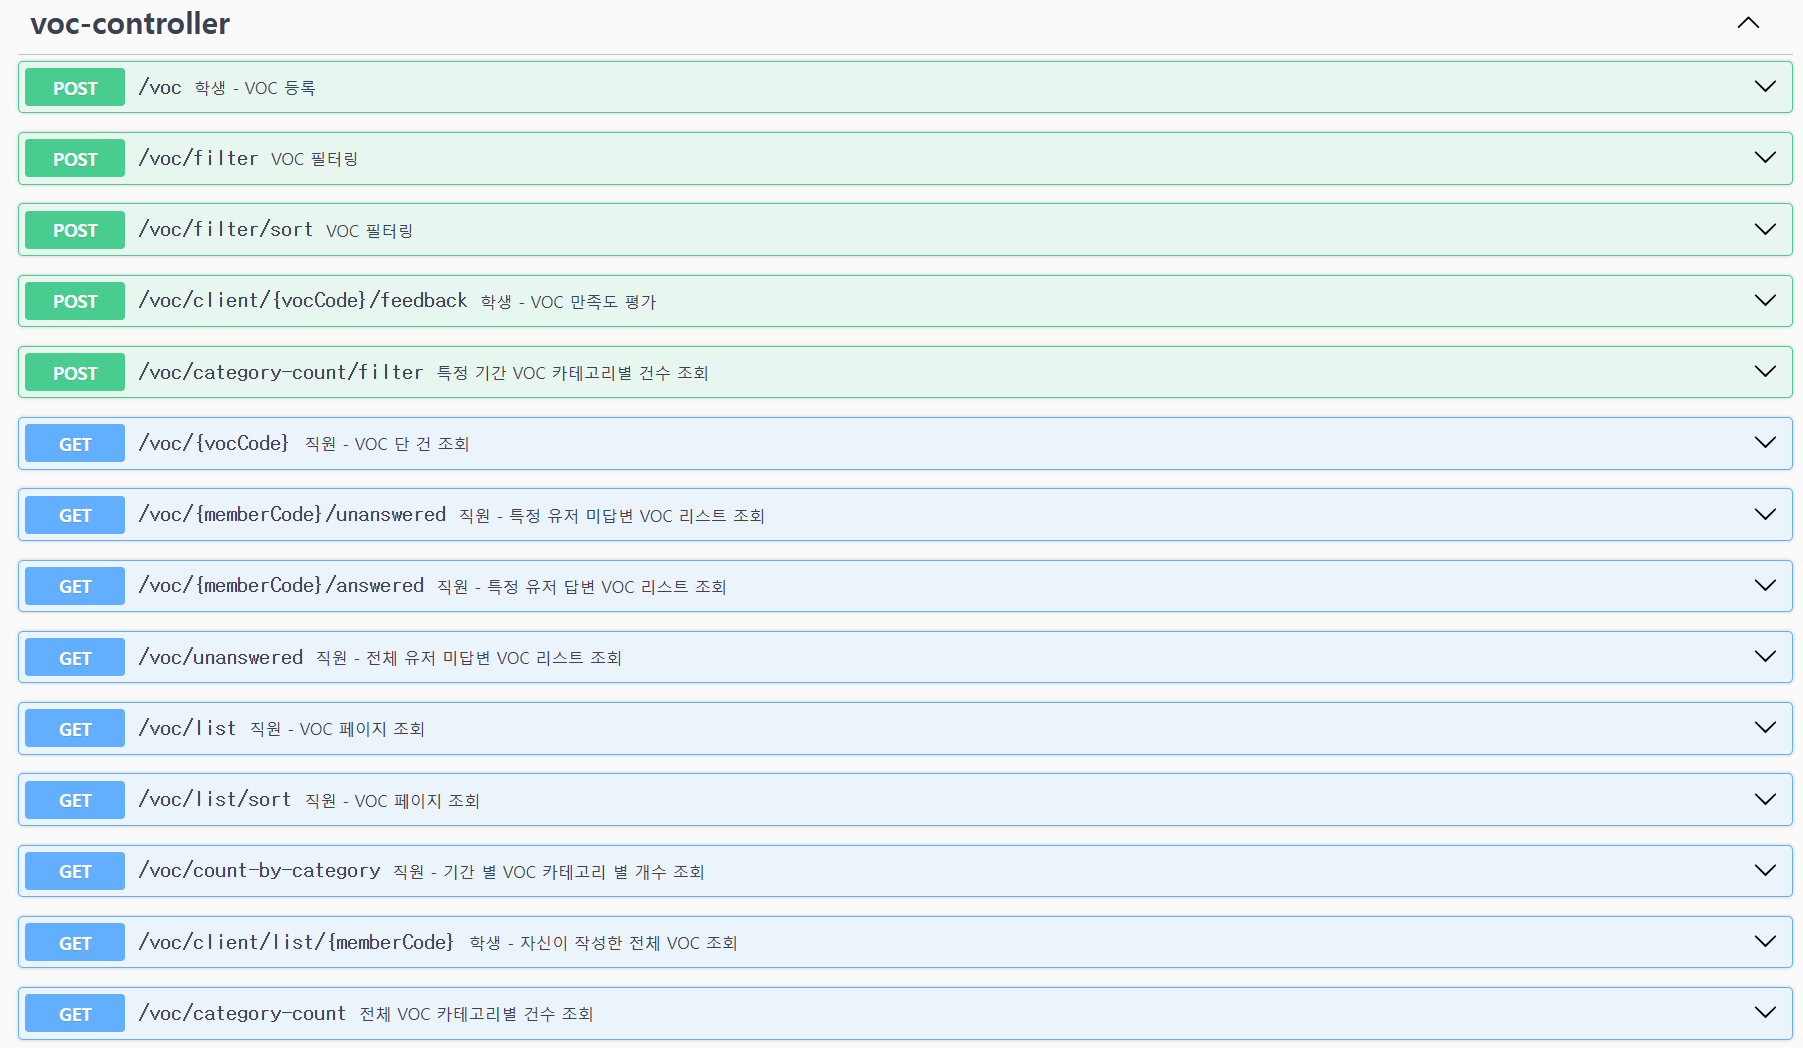 voc-controller
POST /voc 학생 - VOC 등록
POST /voc/filter VOC 필터링
POST /voc/filter/sort VOC 필터링
POST /voc/client/{vocCode}/feedback 학생 - VOC 만족도 평가
POST /voc/category-count/filter 특정 기간 VOC 카테고리별 건수 조회
GET /voc/{vocCode} 직원 - VOC 단 건 조회
GET /voc/{memberCode}/unanswered 직원 - 특정 유저 미답변 VOC 리스트 조회
GET /voc/{memberCode}/answered 직원 - 특정 유저 답변 VOC 리스트 조회
GET /voc/unanswered 직원 - 전체 유저 미답변 VOC 리스트 조회
GET /voc/list 직원 - VOC 페이지 조회
GET /voc/list/sort 직원 - VOC 페이지 조회
GET /voc/count-by-category 직원 - 기간 별 VOC 카테고리 별 개수 조회
GET /voc/client/list/{memberCode} 학생 - 자신이 작성한 전체 VOC 조회
GET /voc/category-count 전체 VOC 카테고리별 건수 조회